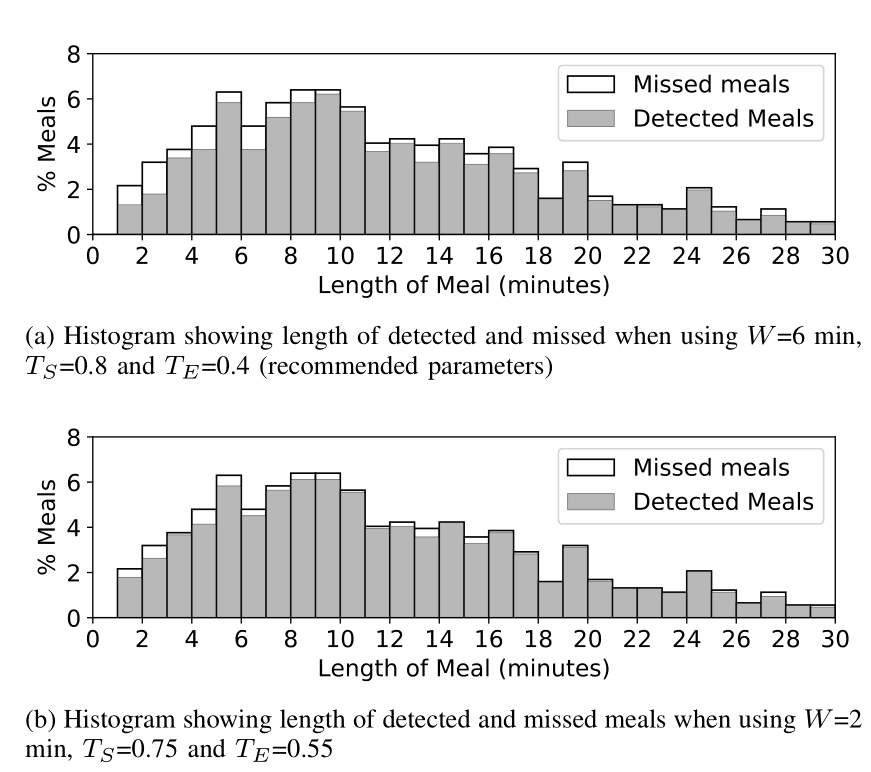 8
6
4
2
0
% Meals
Missed meals
Detected Meals
0 2 4 6 8 10 12 14 16 18 20 22 24 26 28 30
Length of Meal (minutes)
(a) Histogram showing length of detected and missed when using W=6 min,
T_S=0.8 and T_E=0.4 (recommended parameters)
8
6
4
2
0
% Meals
Missed meals
Detected Meals
0 2 4 6 8 10 12 14 16 18 20 22 24 26 28 30
Length of Meal (minutes)
(b) Histogram showing length of detected and missed meals when using W=2
min, T_S=0.75 and T_E=0.55